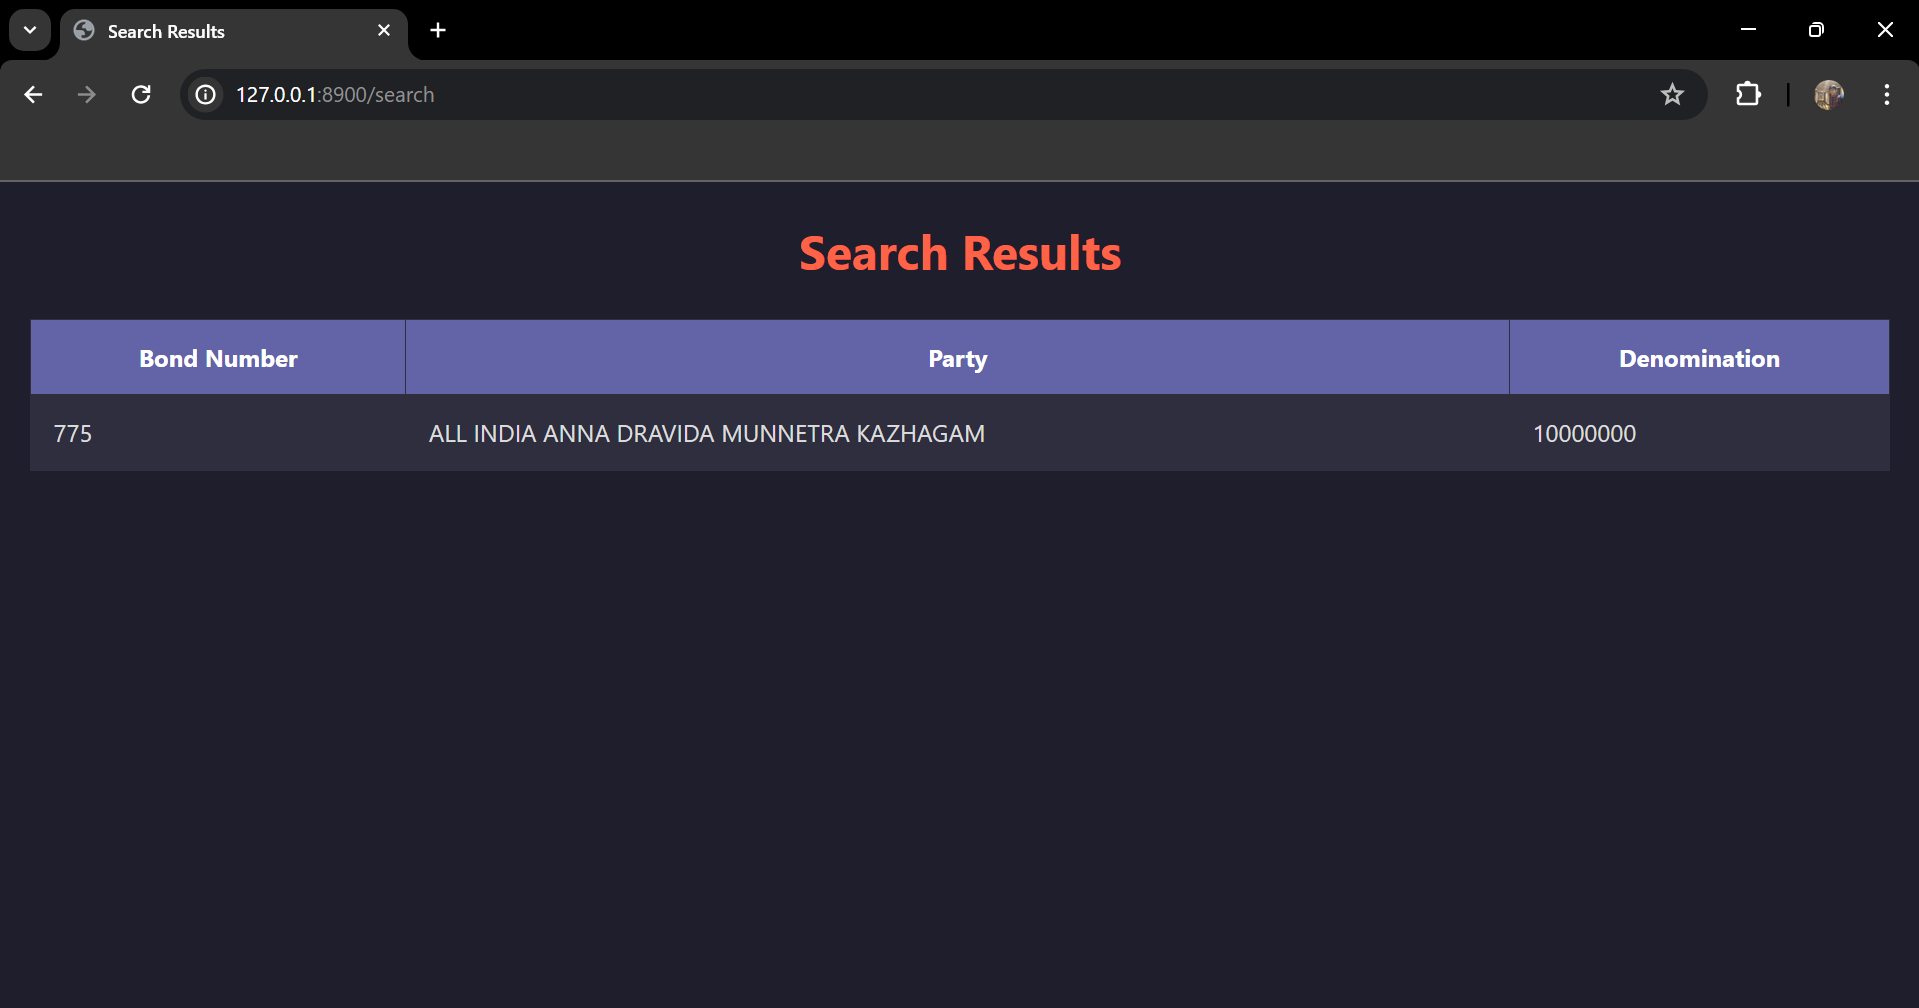 Search Results
127.0.0.1:8900/search
Search Results
Bond Number Party Denomination
775 ALL INDIA ANNA DRAVIDA MUNNETRA KAZHAGAM 10000000